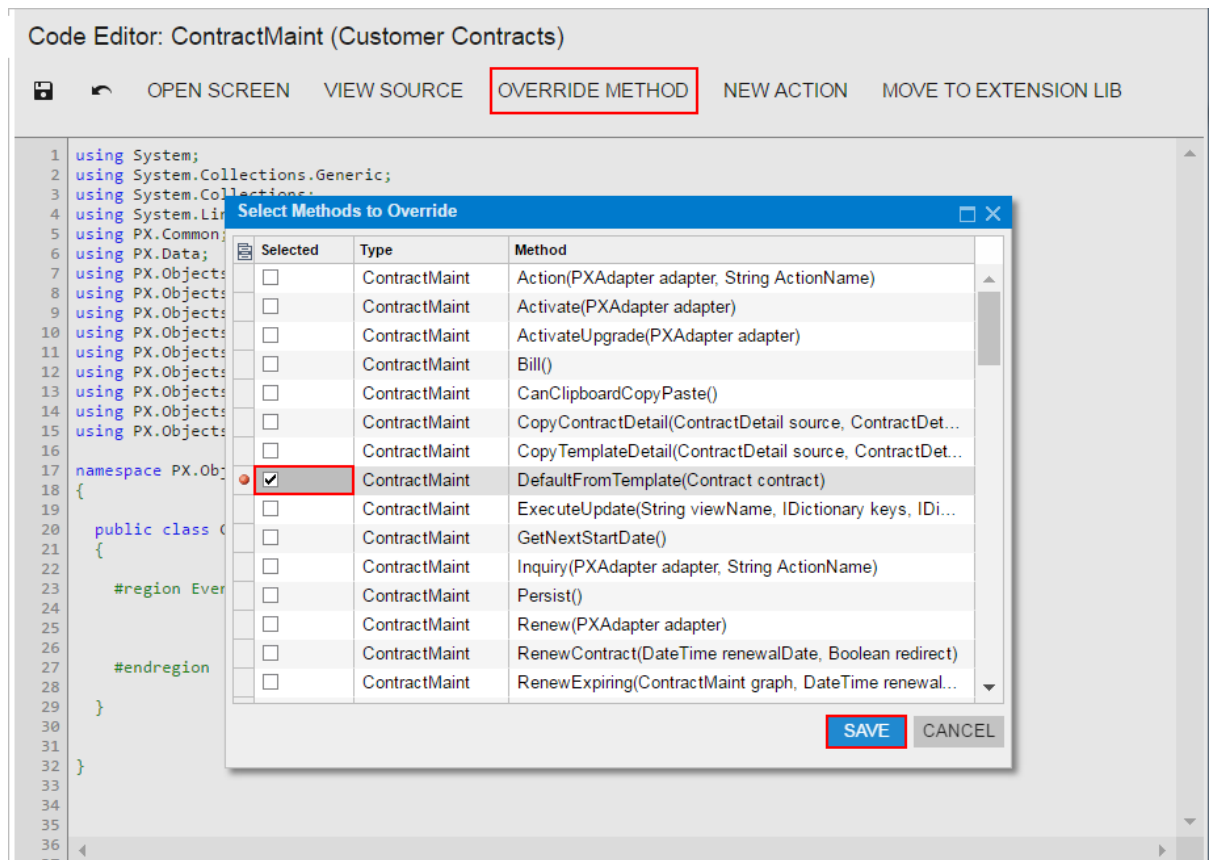 Code Editor: ContractMaint (Customer Contracts)
OPEN SCREEN VIEW SOURCE OVERRIDE METHOD NEW ACTION MOVE TO EXTENSION LIB
1 using System;
2 using System.Collections.Generic;
3 using System.Collections;
4 using System.Lin
5 using PX.Common;
6 using PX.Data;
7 using PX.Objects
8 using PX.Objects
9 using PX.Objects
10 using PX.Objects
11 using PX.Objects
12 using PX.Objects
13 using PX.Objects
14 using PX.Objects
15 using PX.Objects
16
17 namespace PX.Obj
18 {
19
20 public class C
21 {
22
23 #region Ever
24
25
26
27 #endregion
28
29 }
30
31
32 }
33
34
35
36
Select Methods to Override
Selected Type Method
ContractMaint Action(PXAdapter adapter, String ActionName)
ContractMaint Activate(PXAdapter adapter)
ContractMaint ActivateUpgrade(PXAdapter adapter)
ContractMaint Bill()
ContractMaint CanClipboardCopyPaste()
ContractMaint CopyContractDetail(ContractDetail source, ContractDet...
ContractMaint CopyTemplateDetail(ContractDetail source, ContractDet...
ContractMaint DefaultFromTemplate(Contract contract)
ContractMaint ExecuteUpdate(String viewName, IDictionary keys, IDi...
ContractMaint GetNextStartDate()
ContractMaint Inquiry(PXAdapter adapter, String ActionName)
ContractMaint Persist()
ContractMaint Renew(PXAdapter adapter)
ContractMaint RenewContract(DateTime renewalDate, Boolean redirect)
ContractMaint RenewExpiring(ContractMaint graph, DateTime renewal...
SAVE CANCEL